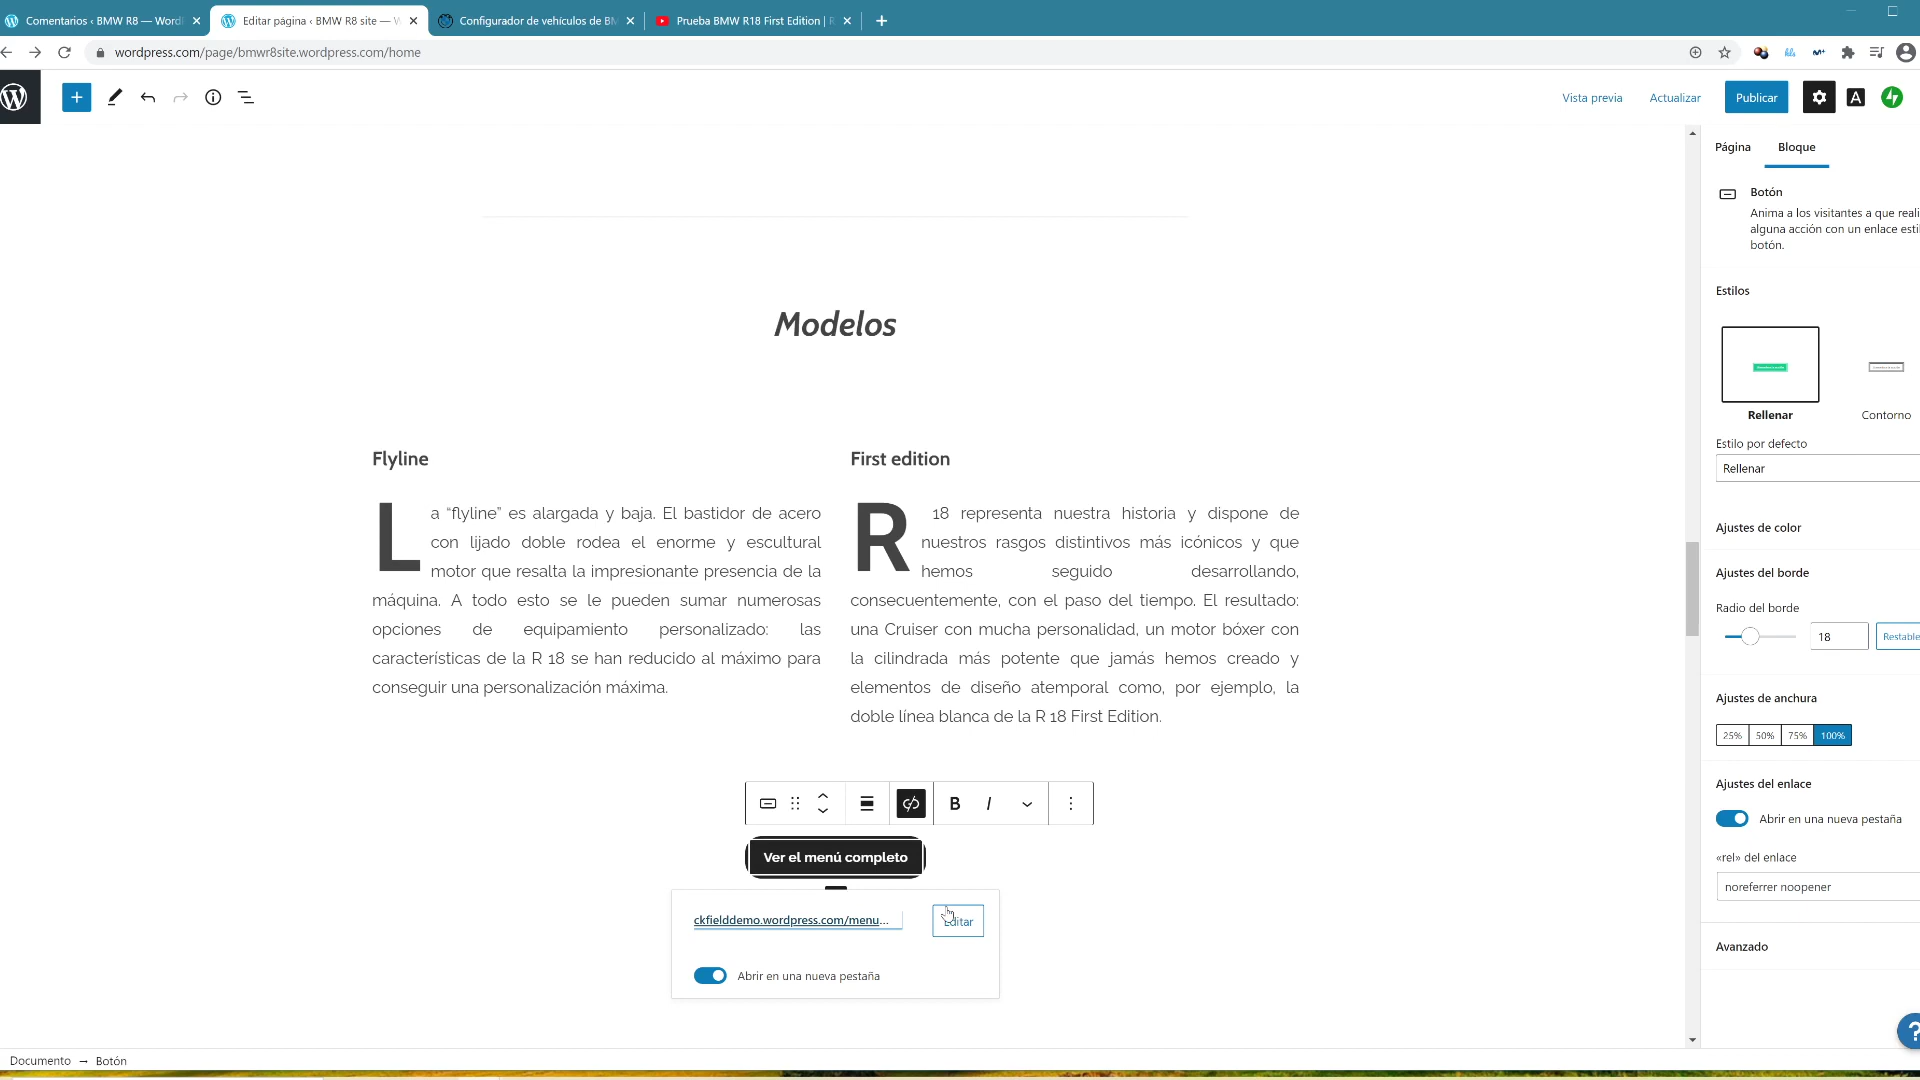 Comentarios ‹ BMW R8 — Word
Editar página ‹ BMW R8 site — W
Configurador de vehículos de BM
Prueba BMW R18 First Edition | R
wordpress.com/page/bmwr8site.wordpress.com/home
Vista previa
Actualizar
Publicar
Página
Bloque
Botón
Anima a los visitantes a que reali
alguna acción con un enlace esti
botón.
Estilos
Rellenar
Contorno
Estilo por defecto
Rellenar
Ajustes de color
Ajustes del borde
Radio del borde
18
Restable
Ajustes de anchura
25%
50%
75%
100%
Ajustes del enlace
Abrir en una nueva pestaña
«rel» del enlace
noreferrer noopener
Avanzado
Modelos
Flyline
La “flyline” es alargada y baja. El bastidor de acero
con lijado doble rodea el enorme y escultural
motor que resalta la impresionante presencia de la
máquina. A todo esto se le pueden sumar numerosas
opciones de equipamiento personalizado: las
características de la R 18 se han reducido al máximo para
conseguir una personalización máxima.
First edition
R 18 representa nuestra historia y dispone de
nuestros rasgos distintivos más icónicos y que
hemos seguido desarrollando,
consecuentemente, con el paso del tiempo. El resultado:
una Cruiser con mucha personalidad, un motor bóxer con
la cilindrada más potente que jamás hemos creado y
elementos de diseño atemporal como, por ejemplo, la
doble línea blanca de la R 18 First Edition.
B I
Ver el menú completo
ckfielddemo.wordpress.com/menu...
Editar
Abrir en una nueva pestaña
Documento → Botón